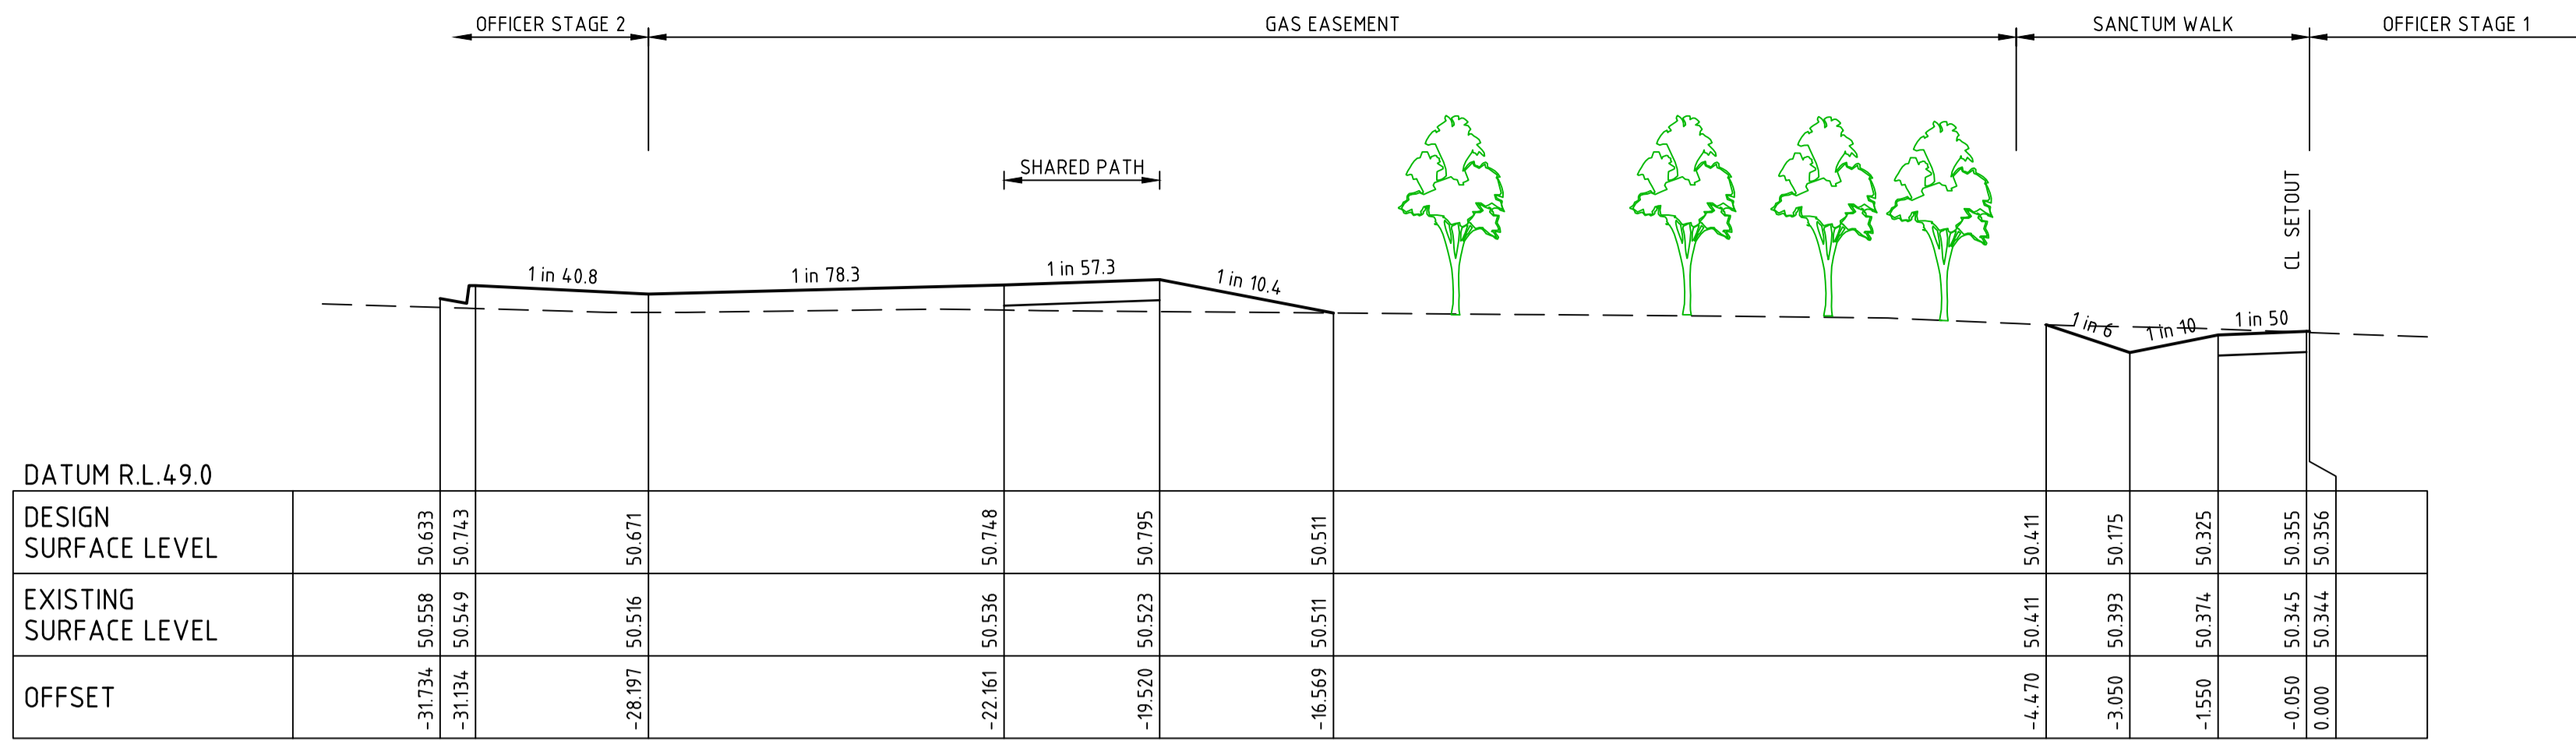 OFFICER STAGE 2
GAS EASEMENT
SANCTUM WALK
OFFICER STAGE 1
SHARED PATH
CL SETOUT
1 in 40.8
1 in 78.3
1 in 57.3
1 in 10.4
1 in 6
1 in 10
1 in 50
DATUM R.L.49.0
DESIGN
SURFACE LEVEL
50.633
50.743
50.671
50.748
50.795
50.511
50.411
50.175
50.325
50.355
50.356
EXISTING
SURFACE LEVEL
50.558
50.549
50.516
50.536
50.523
50.511
50.411
50.393
50.374
50.345
50.344
OFFSET
-31.734
-31.134
-28.197
-22.161
-19.520
-16.569
-4.470
-3.050
-1.550
-0.050
0.000